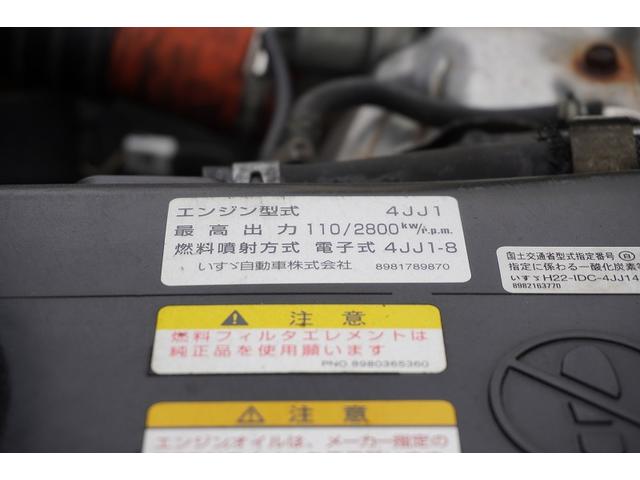 エンジン型式 4JJ1
最高出力 110/2800 kw/r.p.m.
燃料噴射方式 電子式 4JJ1-8
いすゞ自動車株式会社 8981789870
国土交通省型式指定番号
指定に係わる一酸化炭素等
いすゞH22-IDC-4JJ14
8982163770
注意
燃料フィルタエレメントは
純正品を使用願います
PNO.8980365360
注意
エンジンオイルは、メーカー指定の